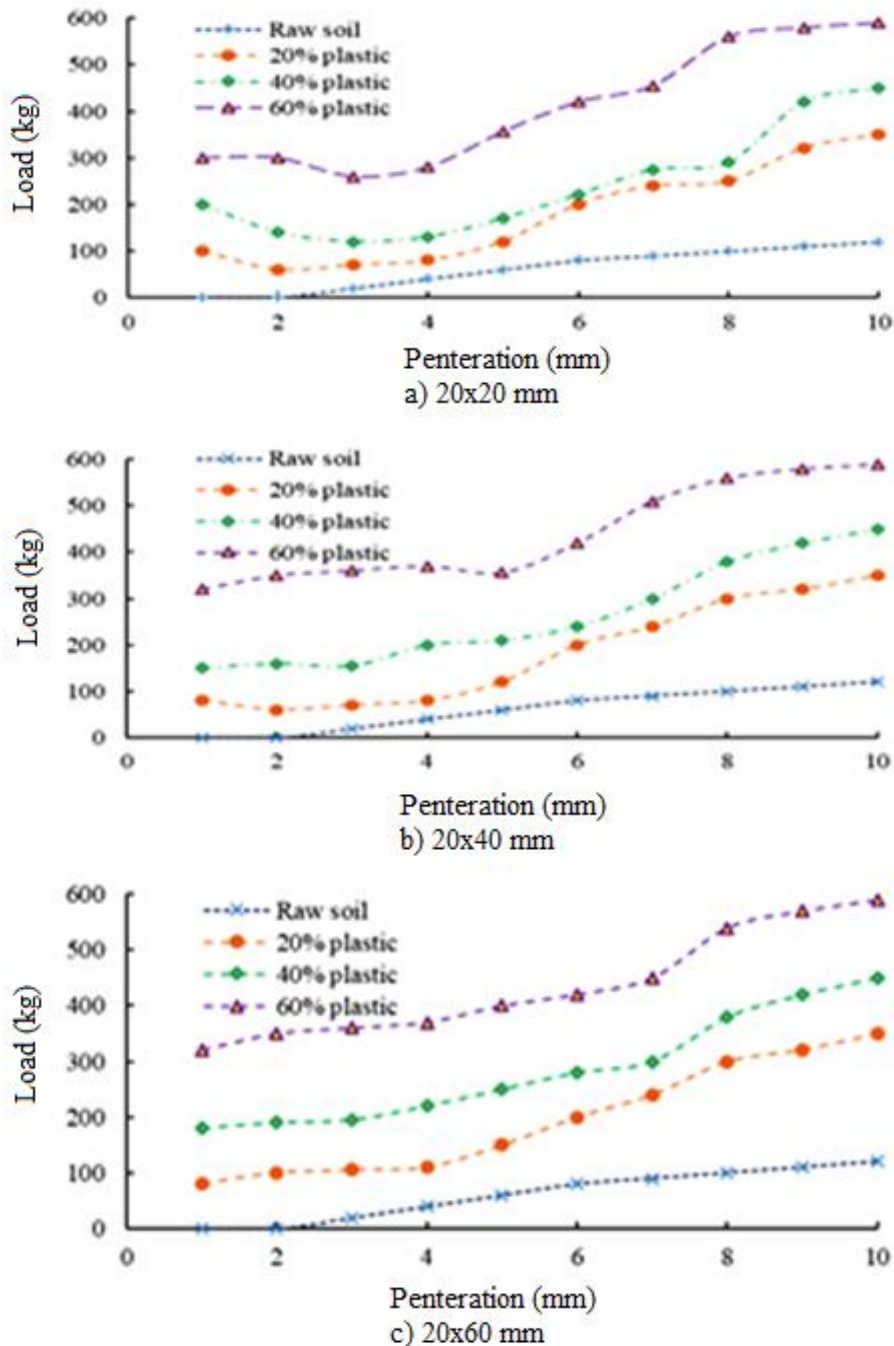 600
500
400
300
200
100
0
Load (kg)
Raw soil
20% plastic
40% plastic
60% plastic
0 2 4 6 8 10
Penteration (mm)
a) 20x20 mm
600
500
400
300
200
100
0
Load (kg)
Raw soil
20% plastic
40% plastic
60% plastic
0 2 4 6 8 10
Penteration (mm)
b) 20x40 mm
600
500
400
300
200
100
0
Load (kg)
Raw soil
20% plastic
40% plastic
60% plastic
0 2 4 6 8 10
Penteration (mm)
c) 20x60 mm